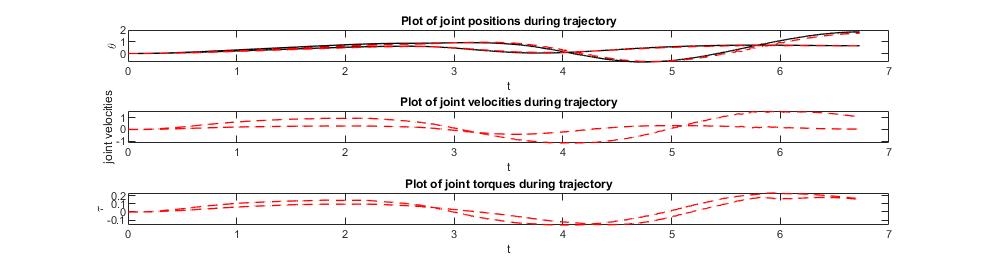 Plot of joint positions during trajectory
2
1
0
θ
0 1 2 3 4 5 6 7
t
Plot of joint velocities during trajectory
1
0
-1
joint velocities
0 1 2 3 4 5 6 7
t
Plot of joint torques during trajectory
0.2
0.1
0
-0.1
τ
0 1 2 3 4 5 6 7
t